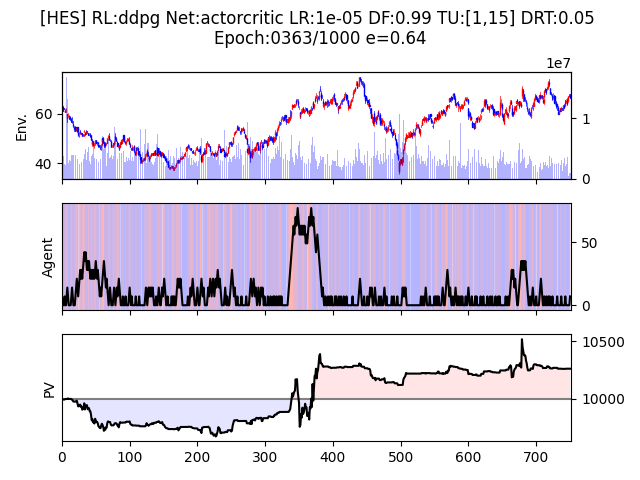 [HES] RL:ddpg Net:actorcritic LR:1e-05 DF:0.99 TU:[1,15] DRT:0.05
Epoch:0363/1000 e=0.64
1e7
Env.
60
40
1
0
Agent
50
0
PV
10500
10000
0
100
200
300
400
500
600
700